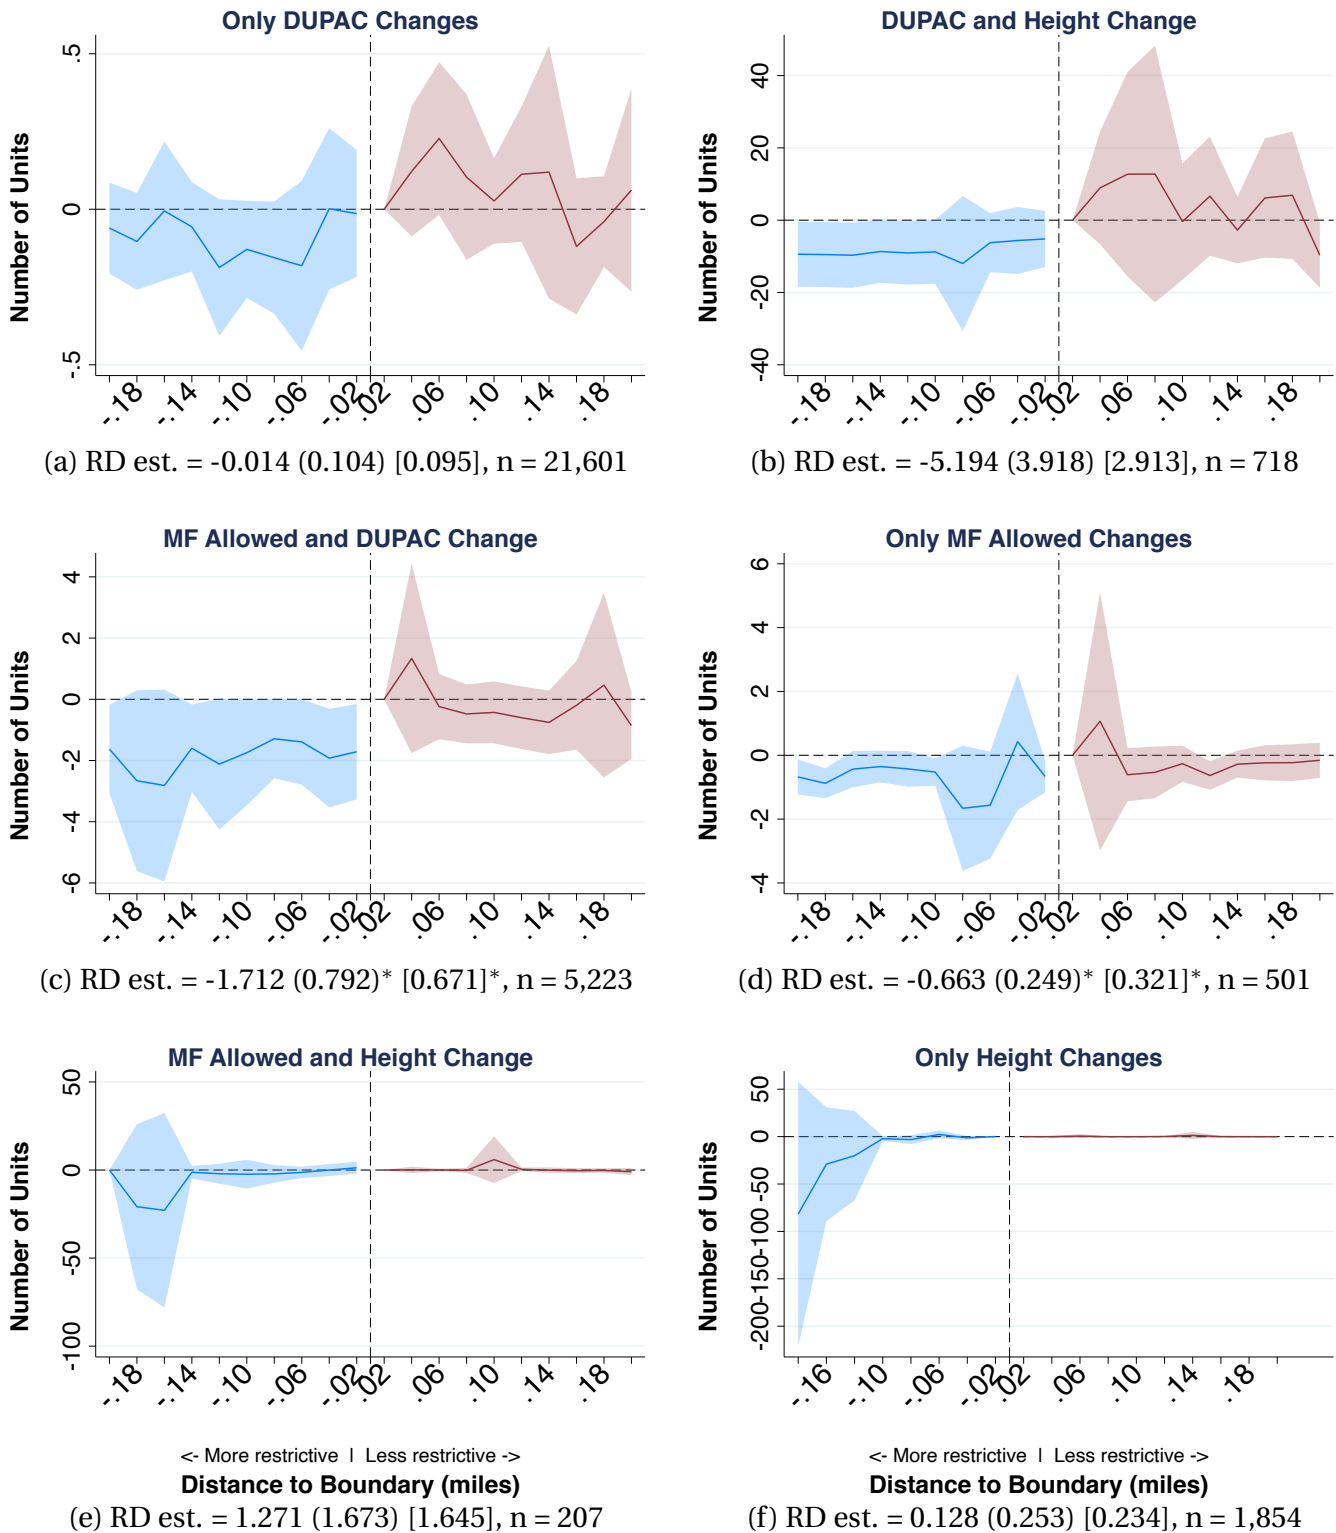 Only DUPAC Changes
Number of Units
.5
0
-.5
-.18 -.14 -.10 -.06 -.02 .02 .06 .10 .14 .18
(a) RD est. = -0.014 (0.104) [0.095], n = 21,601
DUPAC and Height Change
Number of Units
40
20
0
-20
-40
-.18 -.14 -.10 -.06 -.02 .02 .06 .10 .14 .18
(b) RD est. = -5.194 (3.918) [2.913], n = 718
MF Allowed and DUPAC Change
Number of Units
4
2
0
-2
-4
-6
-.18 -.14 -.10 -.06 -.02 .02 .06 .10 .14 .18
(c) RD est. = -1.712 (0.792)* [0.671]*, n = 5,223
Only MF Allowed Changes
Number of Units
6
4
2
0
-2
-4
-.18 -.14 -.10 -.06 -.02 .02 .06 .10 .14 .18
(d) RD est. = -0.663 (0.249)* [0.321]*, n = 501
MF Allowed and Height Change
Number of Units
50
0
-50
-100
-.18 -.14 -.10 -.06 -.02 .02 .06 .10 .14 .18
<- More restrictive | Less restrictive ->
Distance to Boundary (miles)
(e) RD est. = 1.271 (1.673) [1.645], n = 207
Only Height Changes
Number of Units
50
0
-50
-100
-150
-200
-.16 -.10 -.06 -.02 .02 .06 .10 .14 .18
<- More restrictive | Less restrictive ->
Distance to Boundary (miles)
(f) RD est. = 0.128 (0.253) [0.234], n = 1,854